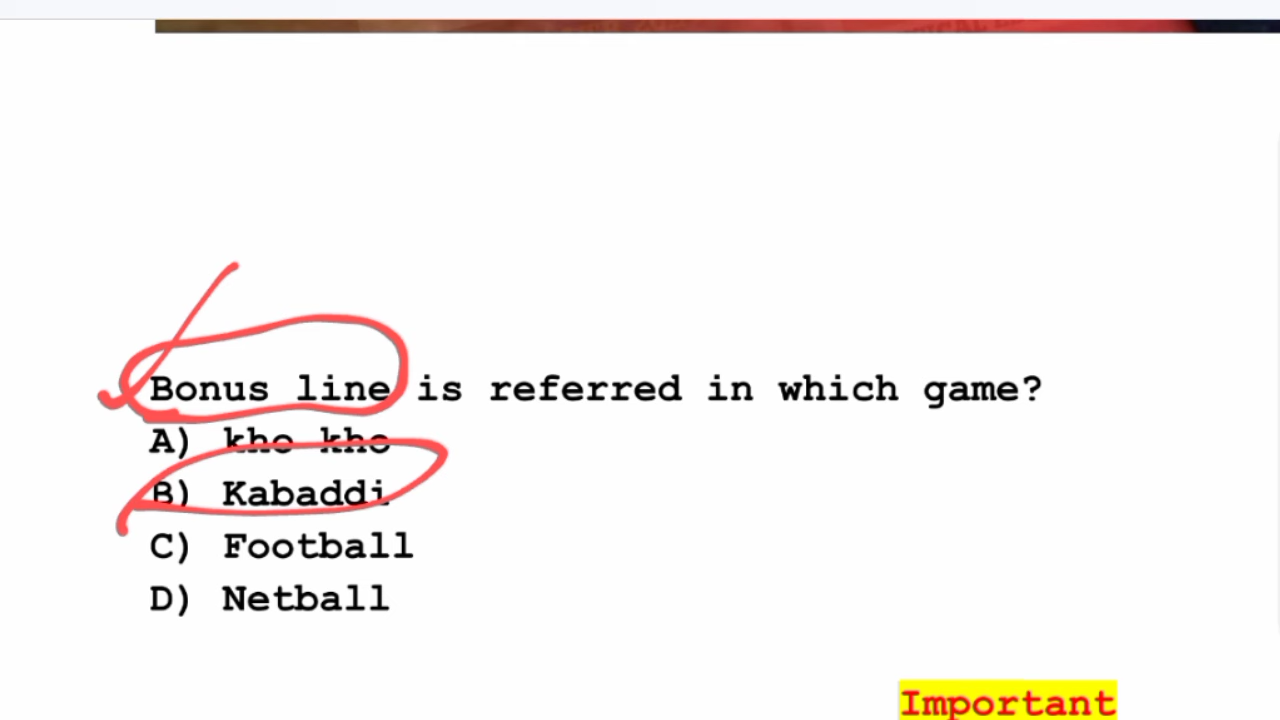 Bonus line is referred in which game?
A) kho kho
B) Kabaddi
C) Football
D) Netball
Important